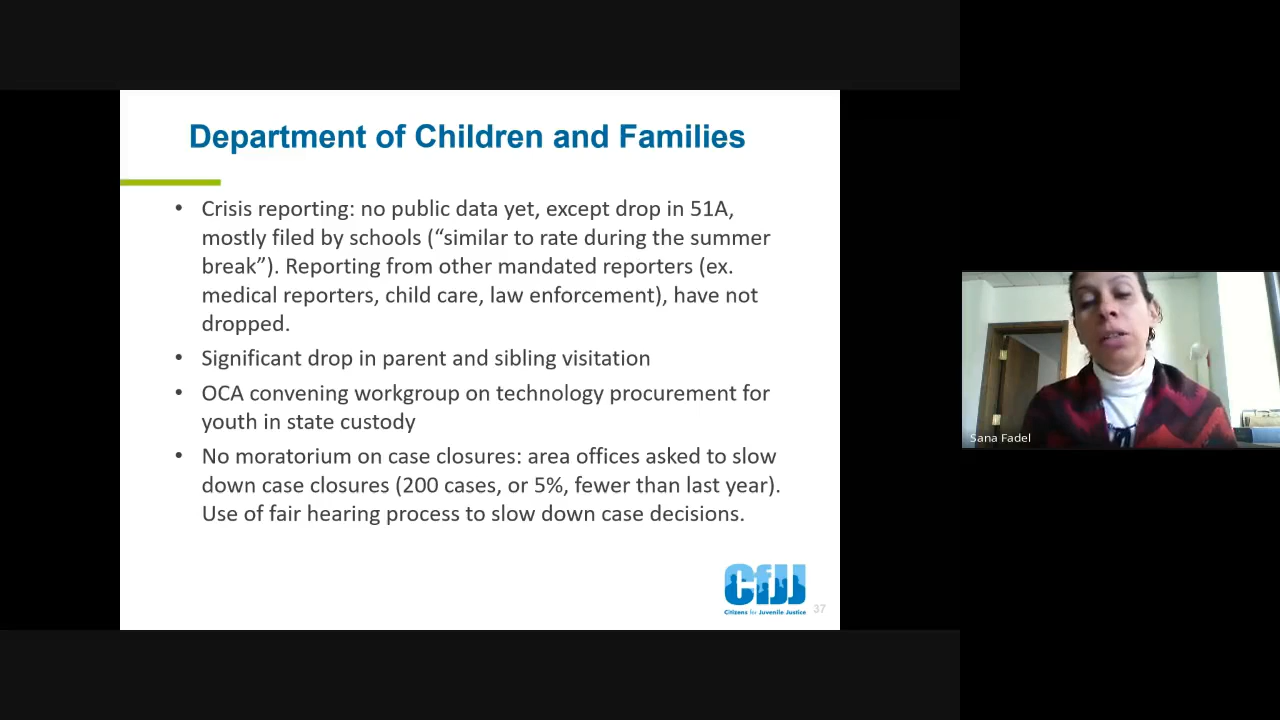 Department of Children and Families
• Crisis reporting: no public data yet, except drop in 51A,
mostly filed by schools (“similar to rate during the summer
break”). Reporting from other mandated reporters (ex.
medical reporters, child care, law enforcement), have not
dropped.
• Significant drop in parent and sibling visitation
• OCA convening workgroup on technology procurement for
youth in state custody
• No moratorium on case closures: area offices asked to slow
down case closures (200 cases, or 5%, fewer than last year).
Use of fair hearing process to slow down case decisions.
CfJJ
Citizens for Juvenile Justice
37
Sana Fadel